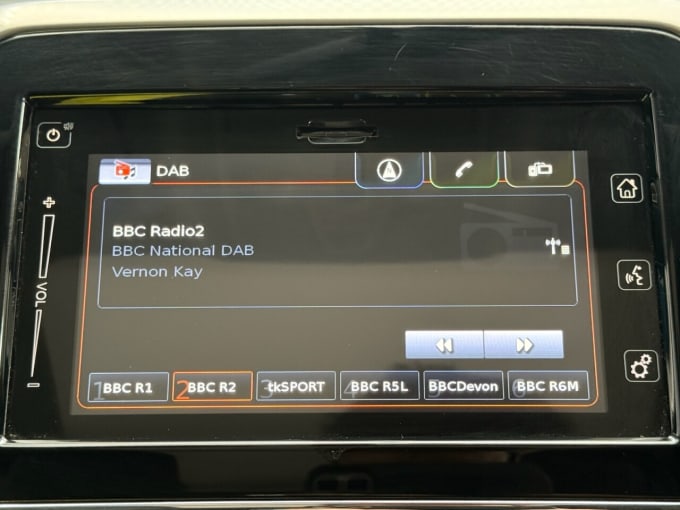 DAB
BBC Radio2
BBC National DAB
Vernon Kay
VOL
1 BBC R1
2 BBC R2
3 tkSPORT
4 BBC R5L
BBCDevon
6 BBC R6M